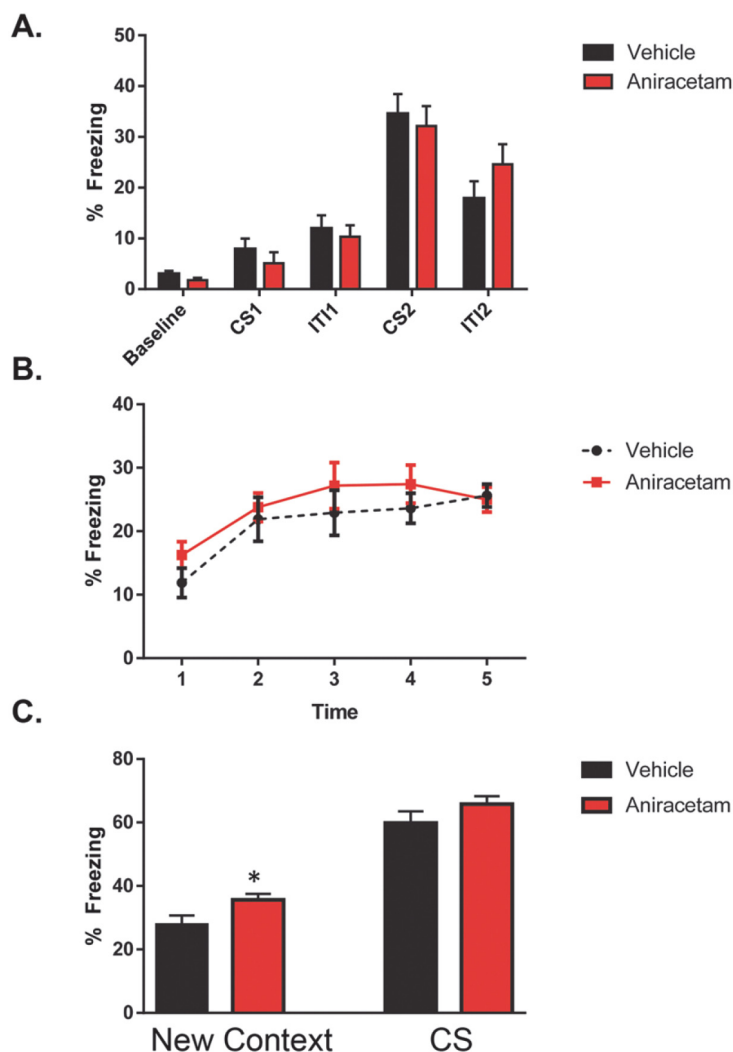 A.
50
40
30
20
10
0
% Freezing
Baseline
CS1
ITI1
CS2
ITI2
Vehicle
Aniracetam
B.
40
30
20
10
0
% Freezing
1 2 3 4 5
Time
Vehicle
Aniracetam
C.
80
60
40
20
0
% Freezing
*
New Context CS
Vehicle
Aniracetam